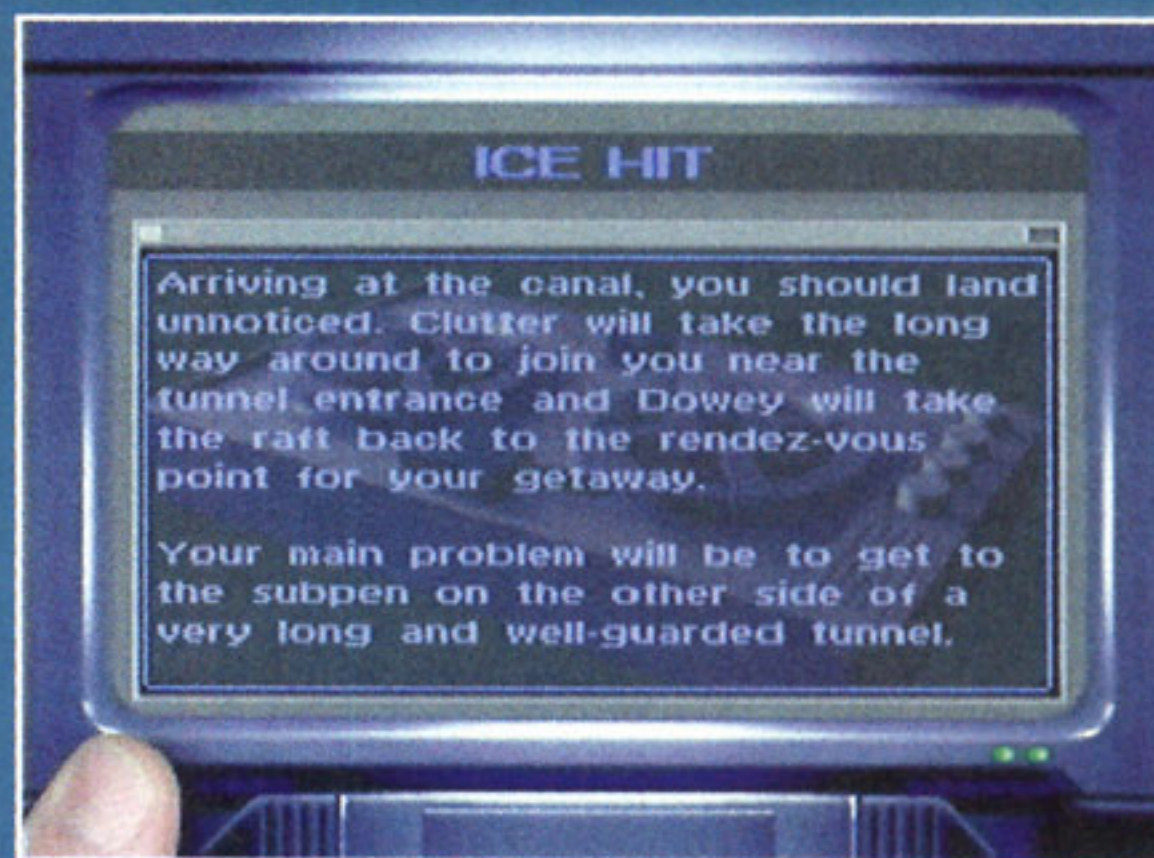 ICE HIT
Arriving at the canal, you should land
unnoticed. Clutter will take the long
way around to join you near the
tunnel entrance and Dowey will take
the raft back to the rendez-vous
point for your getaway.
Your main problem will be to get to
the subpen on the other side of a
very long and well-guarded tunnel.